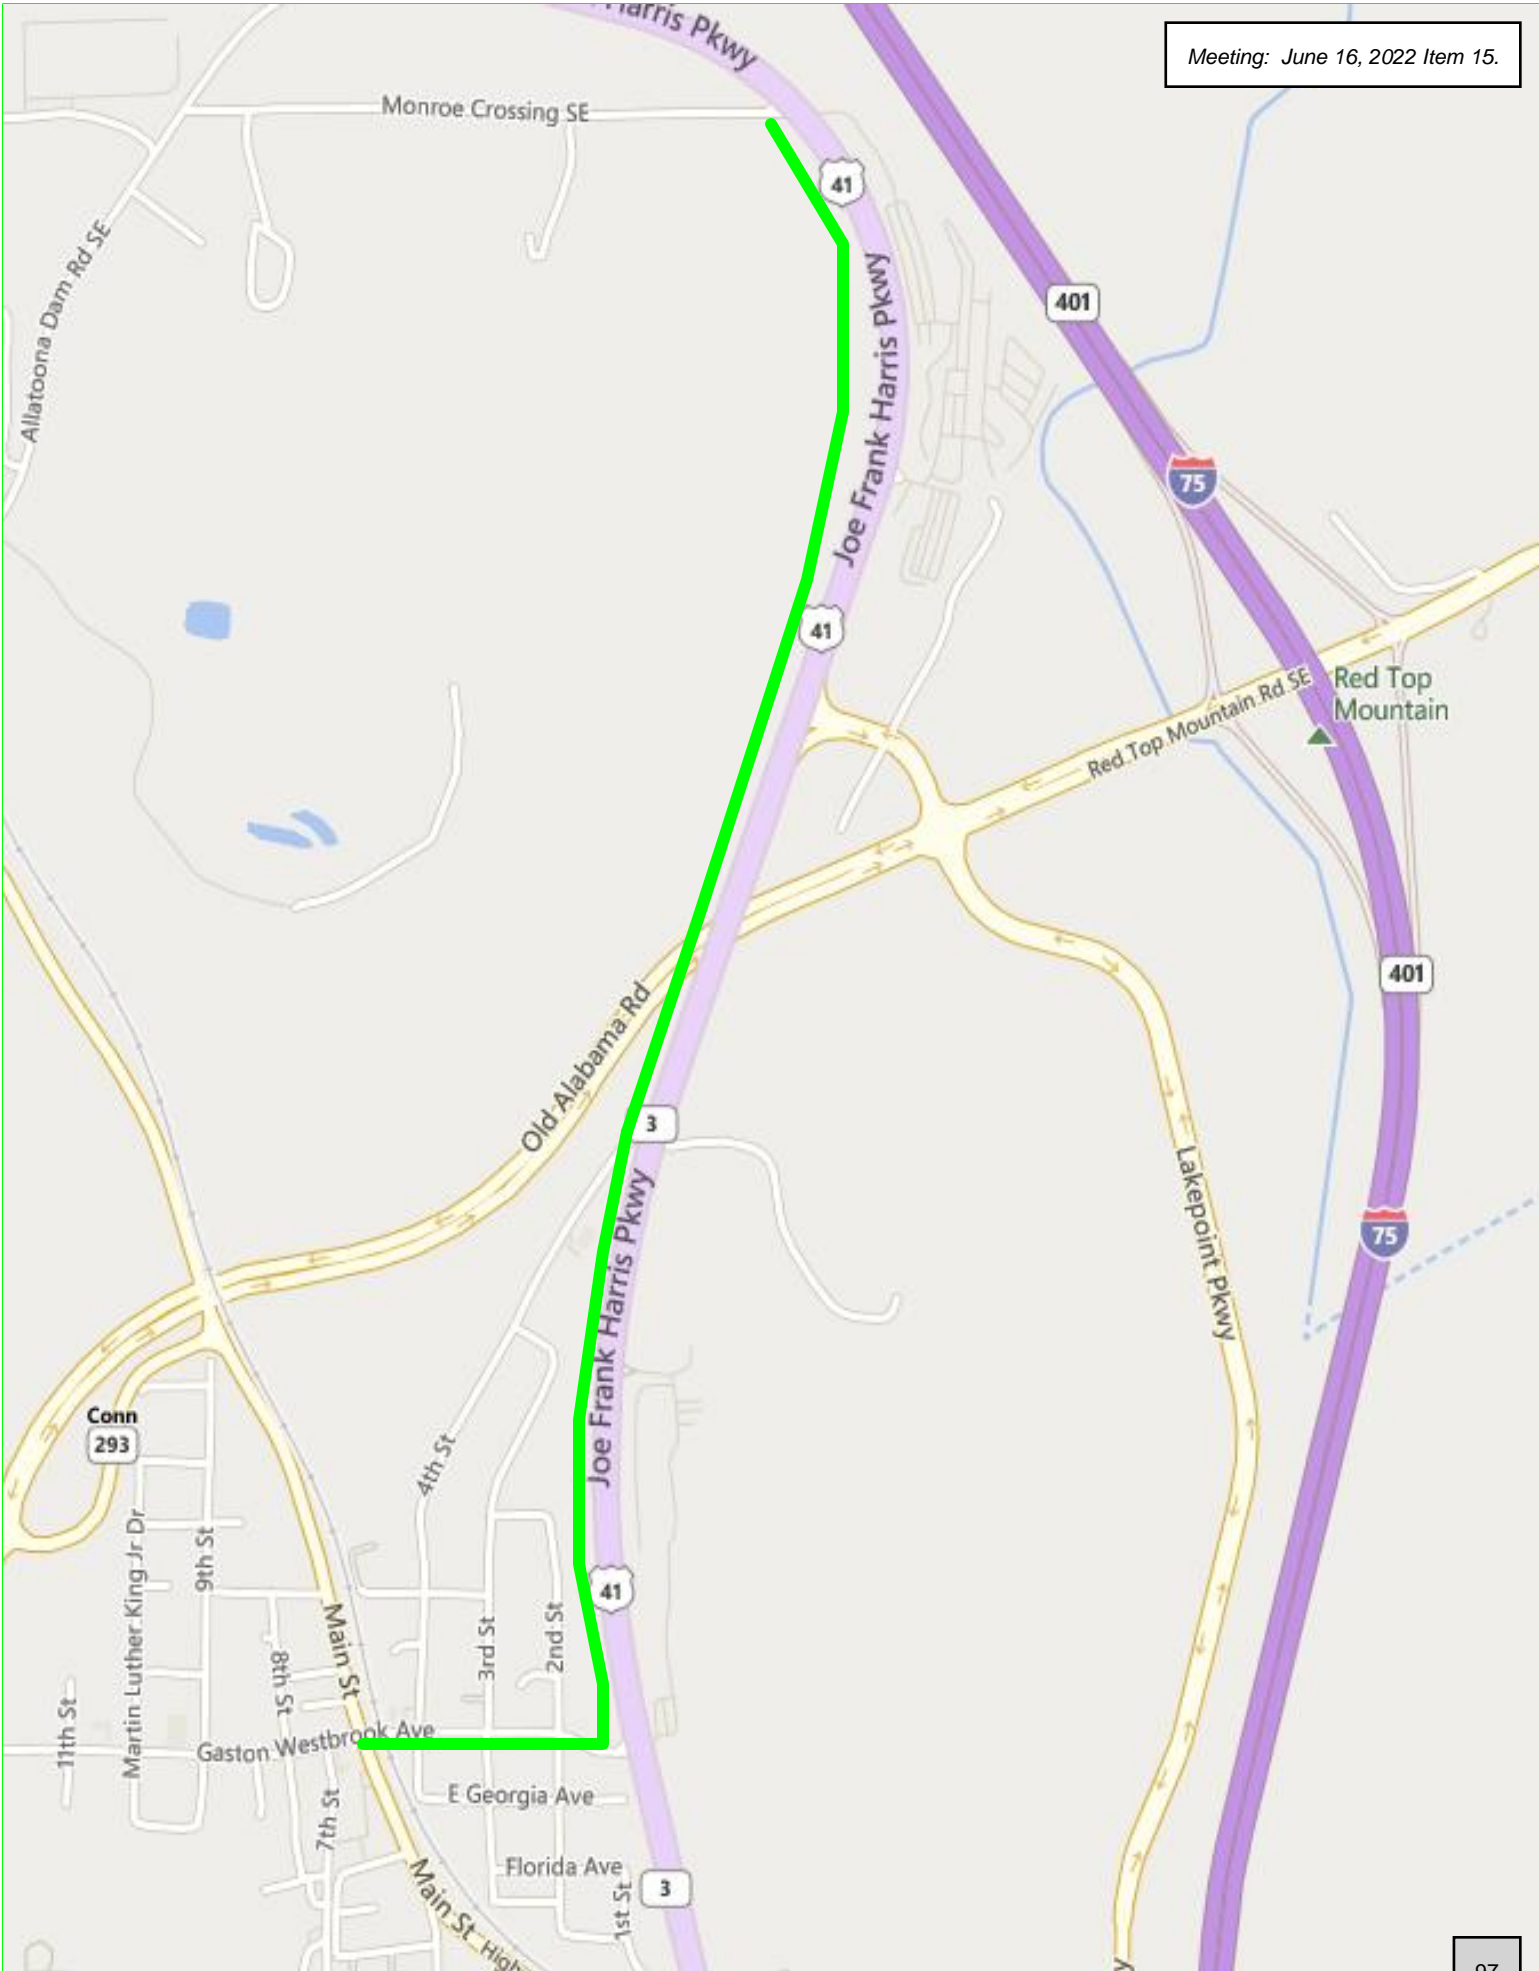 Harris Pkwy
Meeting: June 16, 2022 Item 15.
Monroe Crossing SE
41
Allatoona Dam Rd SE
Joe Frank Harris Pkwy
401
75
41
Red Top
Mountain
Red Top Mountain Rd SE
401
Old Alabama Rd
3
Joe Frank Harris Pkwy
Lakepoint Pkwy
75
Conn
293
4th St
Martin Luther King Jr Dr
9th St
41
Main St
3rd St
2nd St
8th St
11th St
Gaston Westbrook Ave
E Georgia Ave
7th St
Florida Ave
Main St
1st St
3
High
y
97